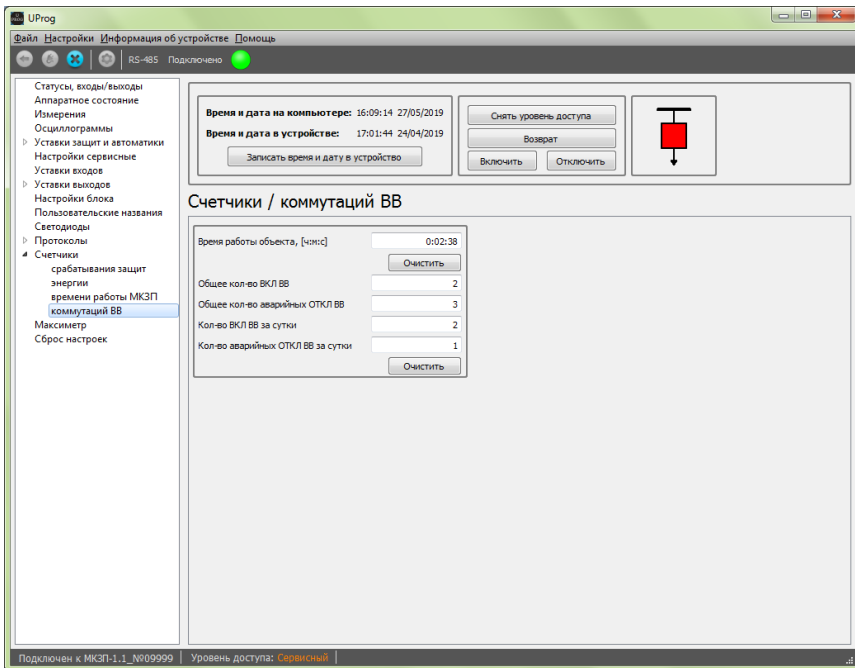 UProg
Файл Настройки Информация об устройстве Помощь
RS-485 Подключено
Статусы, входы/выходы
Аппаратное состояние
Измерения
Осциллограммы
Уставки защит и автоматики
Настройки сервисные
Уставки входов
Уставки выходов
Настройки блока
Пользовательские названия
Светодиоды
Протоколы
Счетчики
срабатывания защит
энергии
времени работы МКЗП
коммутаций ВВ
Максиметр
Сброс настроек
Время и дата на компьютере: 16:09:14 27/05/2019
Время и дата в устройстве: 17:01:44 24/04/2019
Записать время и дату в устройство
Снять уровень доступа
Возврат
Включить Отключить
Счетчики / коммутаций ВВ
Время работы объекта, [ч:м:с] 0:02:38
Очистить
Общее кол-во ВКЛ ВВ 2
Общее кол-во аварийных ОТКЛ ВВ 3
Кол-во ВКЛ ВВ за сутки 2
Кол-во аварийных ОТКЛ ВВ за сутки 1
Очистить
Подключен к МКЗП-1.1_№09999 Уровень доступа: Сервисный